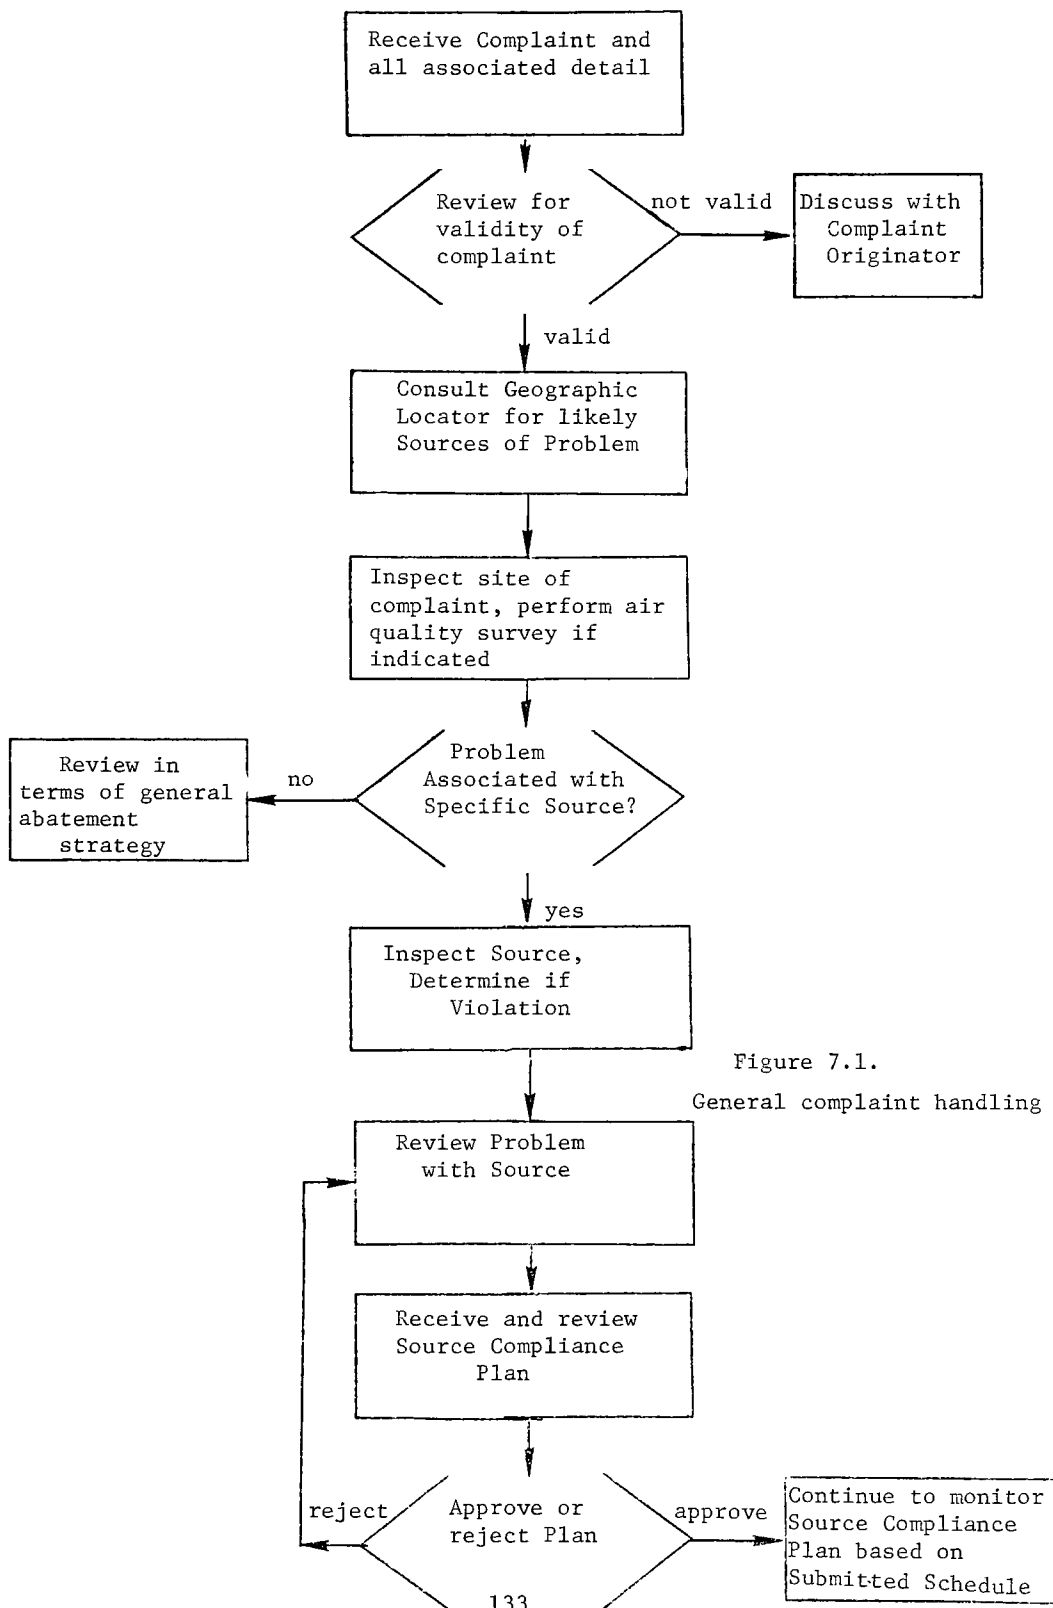 Receive Complaint and
all associated detail
Review for
validity of
complaint
not valid
Discuss with
Complaint
Originator
valid
Consult Geographic
Locator for likely
Sources of Problem
Inspect site of
complaint, perform air
quality survey if
indicated
Problem
Associated with
Specific Source?
no
Review in
terms of general
abatement
strategy
yes
Inspect Source,
Determine if
Violation
Figure 7.1.
General complaint handling
Review Problem
with Source
Receive and review
Source Compliance
Plan
reject
Approve or
reject Plan
approve
Continue to monitor
Source Compliance
Plan based on
Submitted Schedule
133